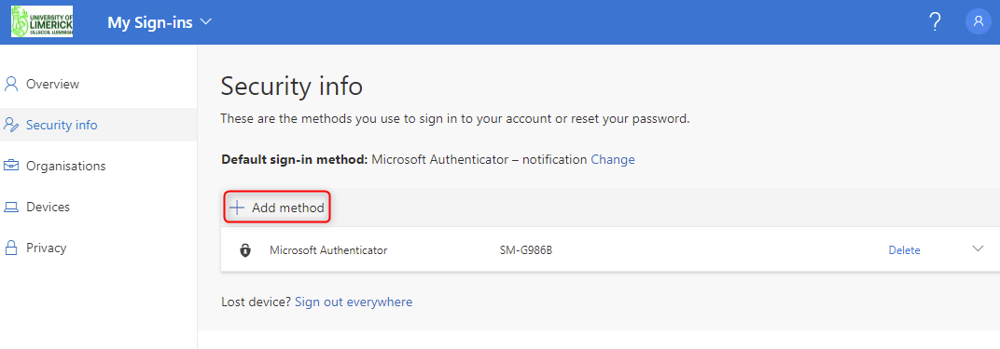 UNIVERSITY OF
LIMERICK
OLLSCOIL LUIMNIGH
My Sign-ins
?
Overview
Security info
Organisations
Devices
Privacy
Security info
These are the methods you use to sign in to your account or reset your password.
Default sign-in method: Microsoft Authenticator – notification Change
+ Add method
Microsoft Authenticator SM-G986B Delete
Lost device? Sign out everywhere